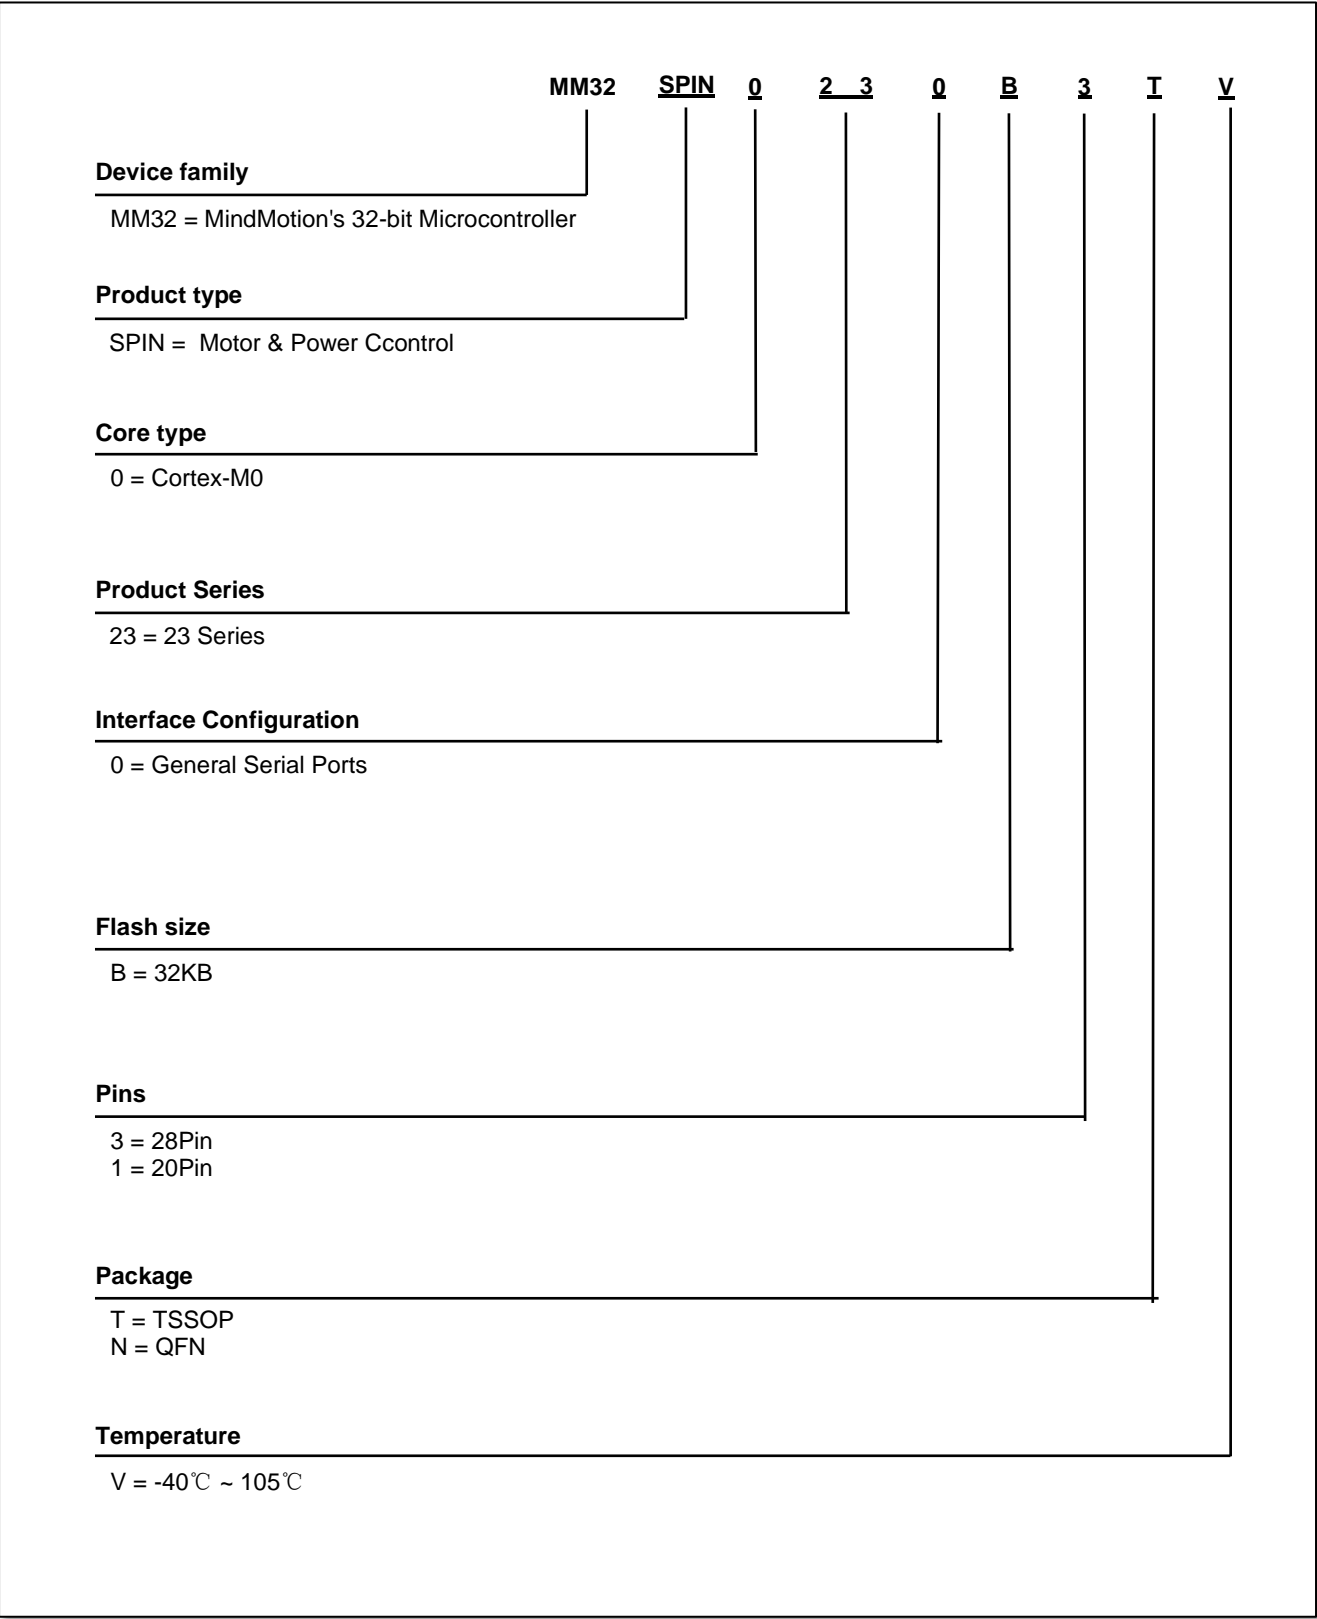 MM32 SPIN 0 2 3 0 B 3 T V
Device family
MM32 = MindMotion's 32-bit Microcontroller
Product type
SPIN = Motor & Power Ccontrol
Core type
0 = Cortex-M0
Product Series
23 = 23 Series
Interface Configuration
0 = General Serial Ports
Flash size
B = 32KB
Pins
3 = 28Pin
1 = 20Pin
Package
T = TSSOP
N = QFN
Temperature
V = -40℃ ~ 105℃